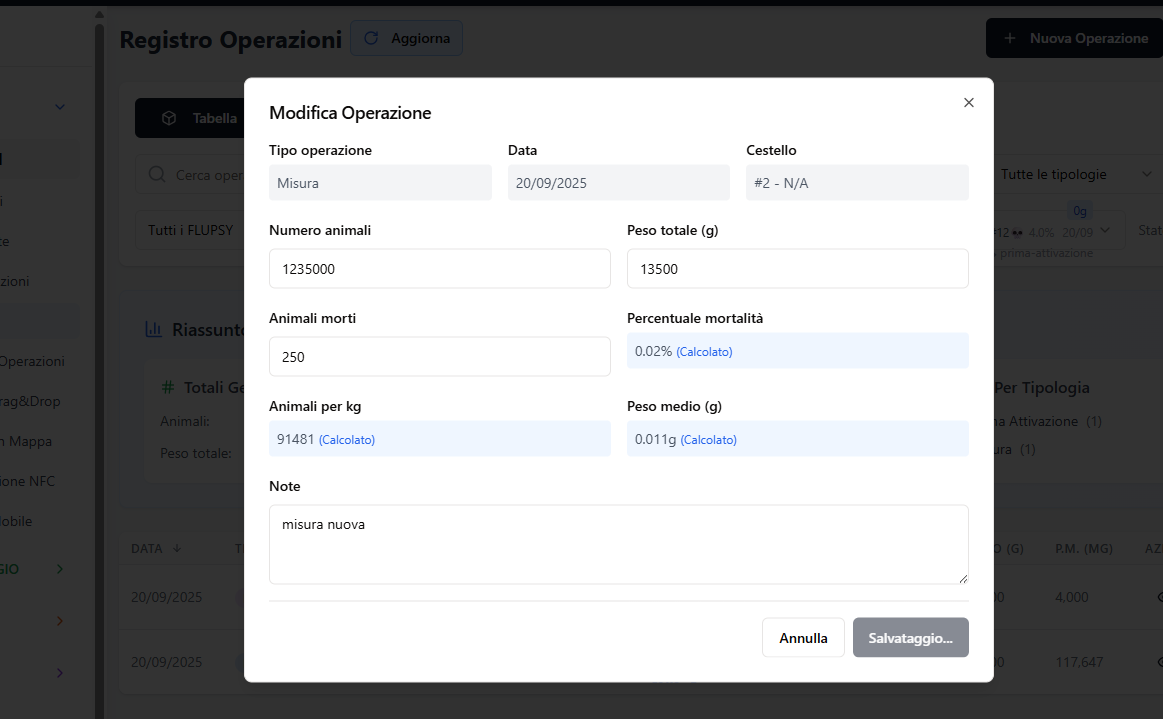 Registro Operazioni
Aggiorna
+ Nuova Operazione
Tabella
Cerca oper
Tutte le tipologie
Tutti i FLUPSY
0g
4.0% 20/09
Stat
prima-attivazione
Modifica Operazione
Tipo operazione Data Cestello
Misura 20/09/2025 #2 - N/A
Numero animali Peso totale (g)
1235000 13500
Animali morti Percentuale mortalità
250 0.02% (Calcolato)
Animali per kg Peso medio (g)
91481 (Calcolato) 0.011g (Calcolato)
Note
misura nuova
Annulla Salvataggio...
zioni
Operazioni
rag&Drop
n Mappa
ione NFC
GIO
Riassunto
# Totali Ge
Animali:
Peso totale:
Per Tipologia
na Attivazione (1)
ura (1)
DATA ↓
O (G) P.M. (MG) AZI
20/09/2025 00 4,000
20/09/2025 00 117,647